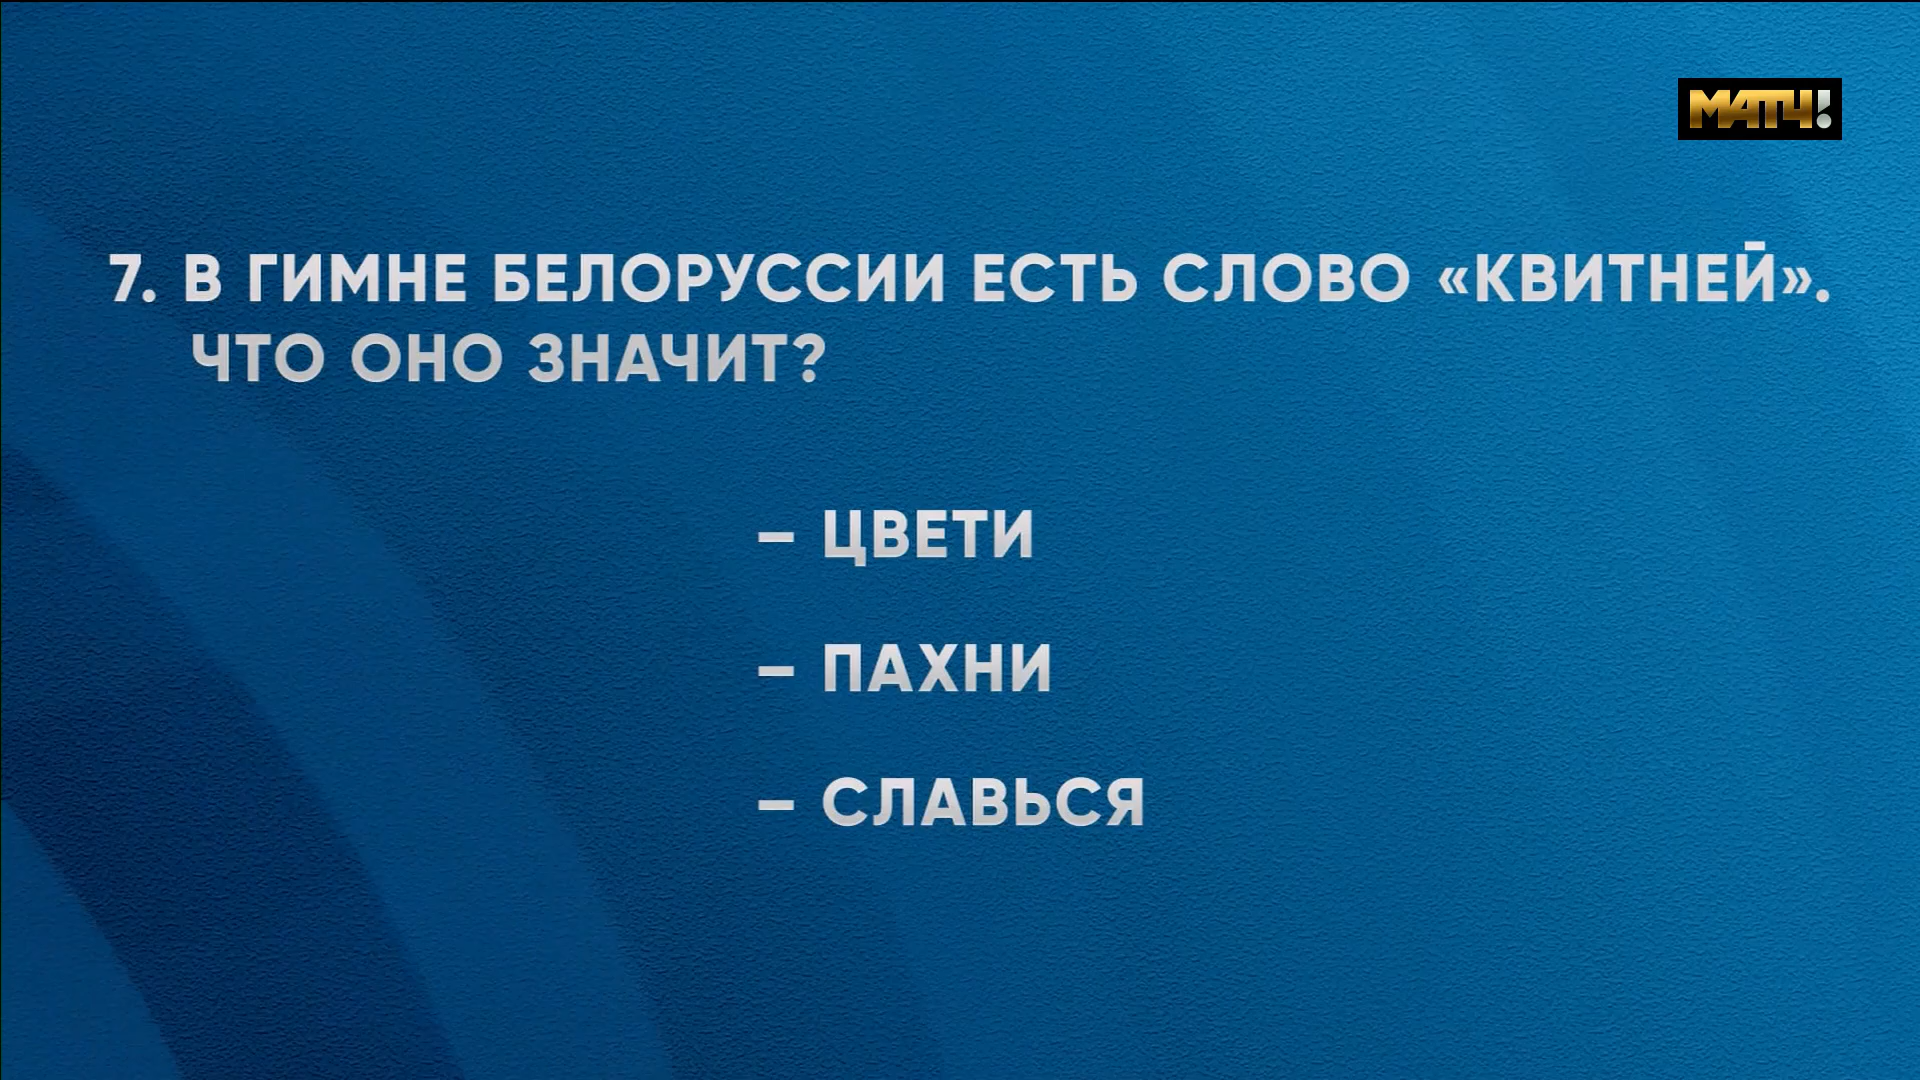 МАТЧ!
7. В ГИМНЕ БЕЛОРУССИИ ЕСТЬ СЛОВО «КВИТНЕЙ».
ЧТО ОНО ЗНАЧИТ?
– ЦВЕТИ
– ПАХНИ
– СЛАВЬСЯ